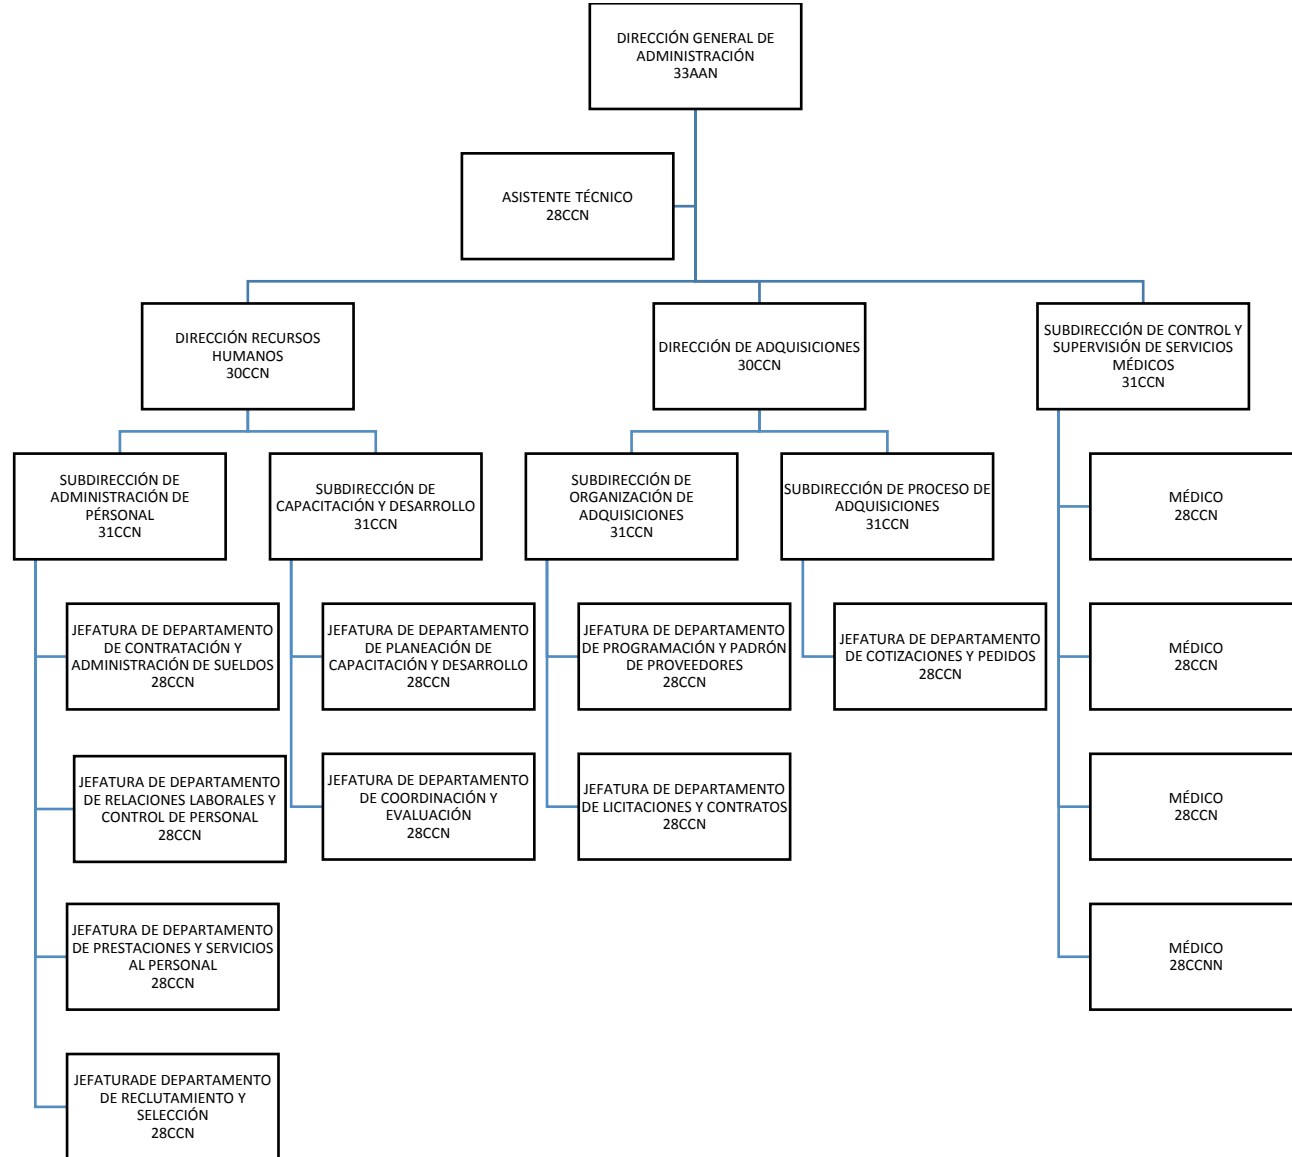 DIRECCIÓN GENERAL DE
ADMINISTRACIÓN
33AAN
ASISTENTE TÉCNICO
28CCN
DIRECCIÓN RECURSOS
HUMANOS
30CCN
DIRECCIÓN DE ADQUISICIONES
30CCN
SUBDIRECCIÓN DE CONTROL Y
SUPERVISIÓN DE SERVICIOS
MÉDICOS
31CCN
SUBDIRECCIÓN DE
ADMINISTRACIÓN DE
PÉRSONAL
31CCN
SUBDIRECCIÓN DE
CAPACITACIÓN Y DESARROLLO
31CCN
SUBDIRECCIÓN DE
ORGANIZACIÓN DE
ADQUISICIONES
31CCN
SUBDIRECCIÓN DE PROCESO DE
ADQUISICIONES
31CCN
MÉDICO
28CCN
JEFATURA DE DEPARTAMENTO
DE CONTRATACIÓN Y
ADMINISTRACIÓN DE SUELDOS
28CCN
JEFATURA DE DEPARTAMENTO
DE PLANEACIÓN DE
CAPACITACIÓN Y DESARROLLO
28CCN
JEFATURA DE DEPARTAMENTO
DE PROGRAMACIÓN Y PADRÓN
DE PROVEEDORES
28CCN
JEFATURA DE DEPARTAMENTO
DE COTIZACIONES Y PEDIDOS
28CCN
MÉDICO
28CCN
JEFATURA DE DEPARTAMENTO
DE RELACIONES LABORALES Y
CONTROL DE PERSONAL
28CCN
JEFATURA DE DEPARTAMENTO
DE COORDINACIÓN Y
EVALUACIÓN
28CCN
JEFATURA DE DEPARTAMENTO
DE LICITACIONES Y CONTRATOS
28CCN
MÉDICO
28CCN
JEFATURA DE DEPARTAMENTO
DE PRESTACIONES Y SERVICIOS
AL PERSONAL
28CCN
MÉDICO
28CCNN
JEFATURADE DEPARTAMENTO
DE RECLUTAMIENTO Y
SELECCIÓN
28CCN